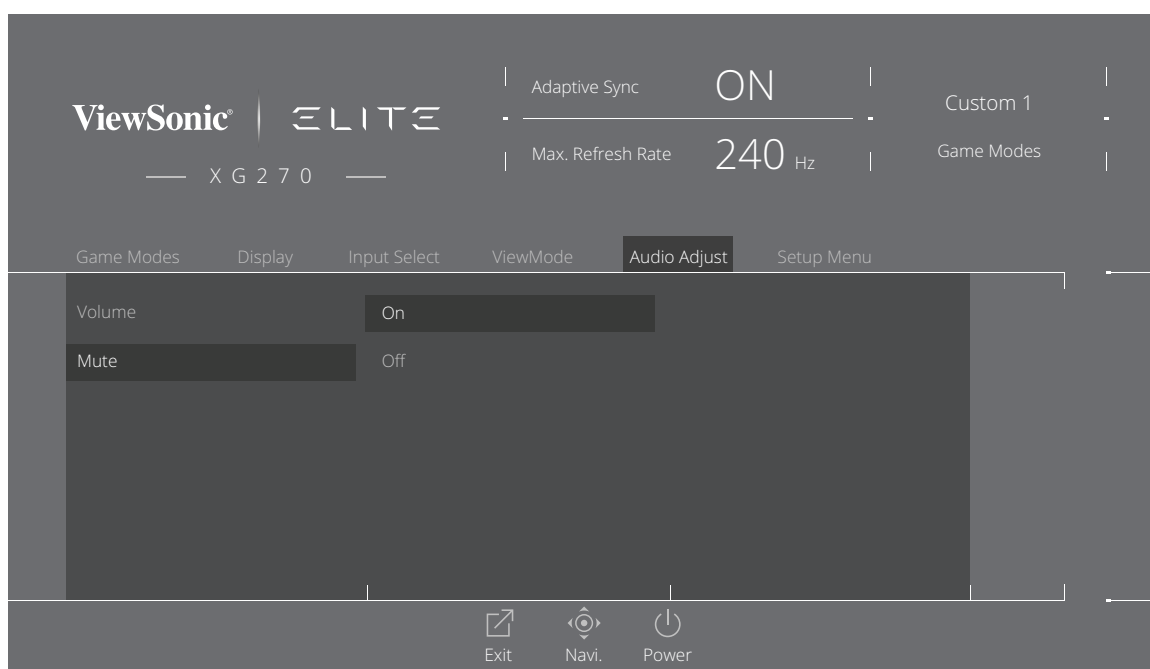 ViewSonic® ELITE
XG270
Adaptive Sync ON
Max. Refresh Rate 240 Hz
Custom 1
Game Modes
Game Modes Display Input Select ViewMode Audio Adjust Setup Menu
Volume On
Mute Off
Exit Navi. Power